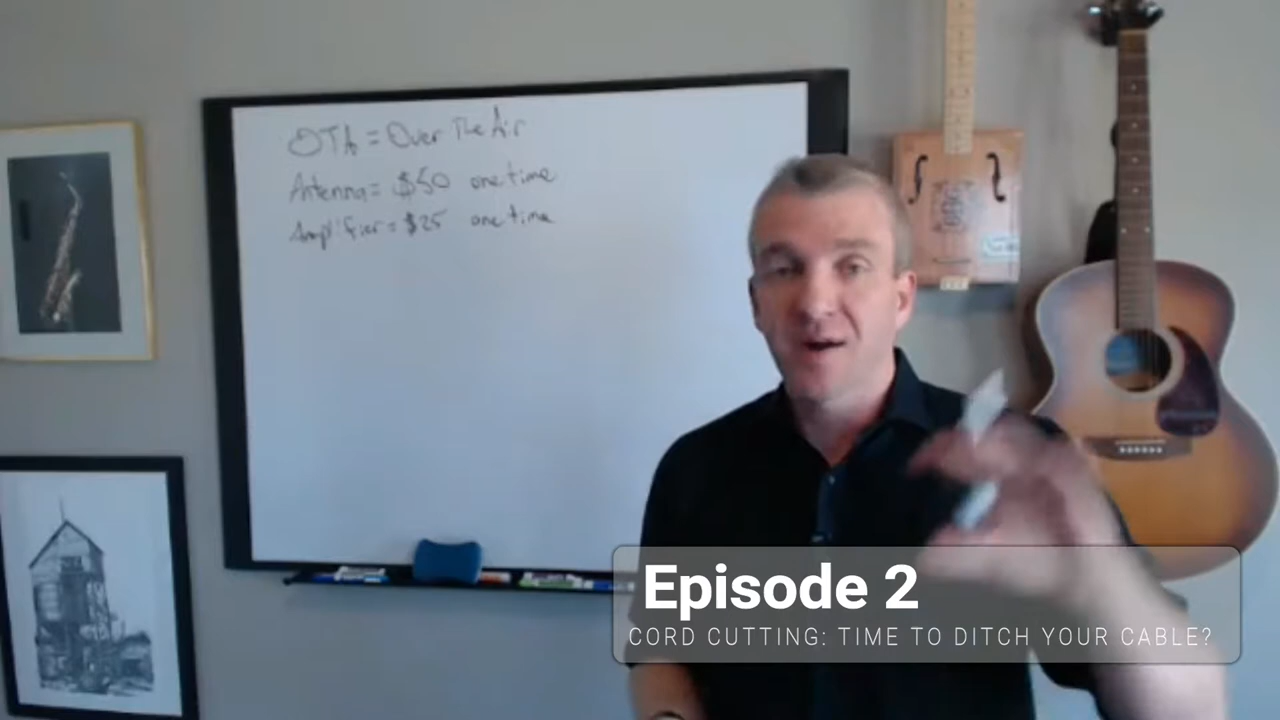 OTA = Over The Air
Antenna = $50 one time
Amplifier = $25 one time
Episode 2
CORD CUTTING: TIME TO DITCH YOUR CABLE?